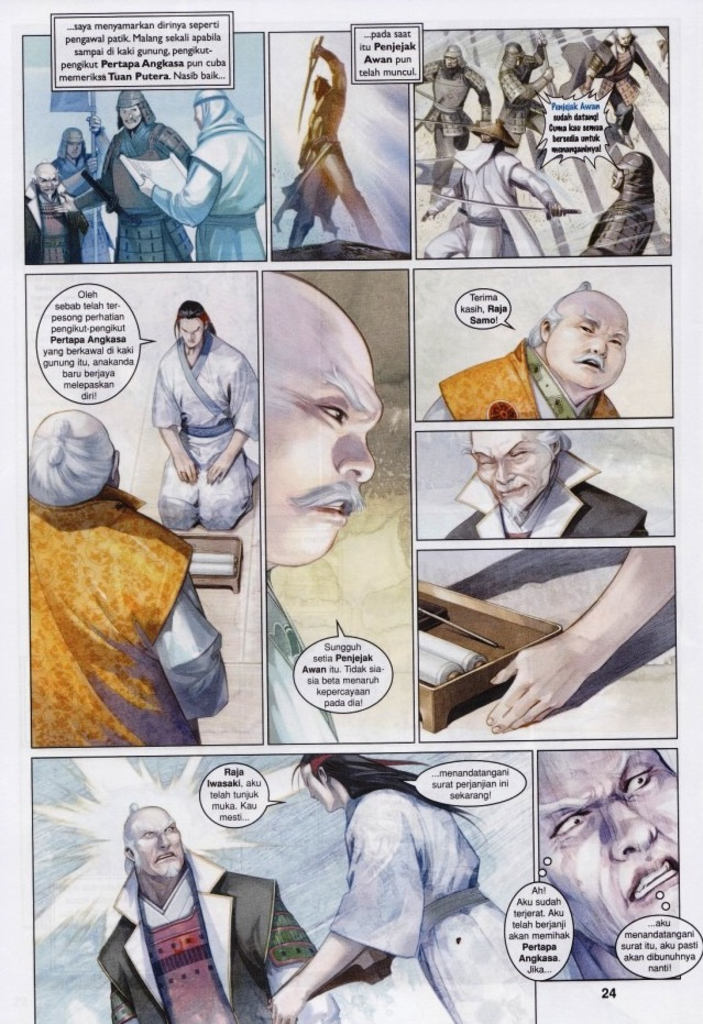 ...saya menyamarkan dirinya seperti
pengawal patik. Malang sekali apabila
sampai di kaki gunung, pengikut-
pengikut Pertapa Angkasa pun cuba
memeriksa Tuan Putera. Nasib baik...
...pada saat
itu Penjejak
Awan pun
telah muncul.
Penjejak Awan
sudah datang!
Cuma kau semua
bersedia untuk
menanganinya!
Oleh
sebab telah ter-
pesong perhatian
pengikut-pengikut
Pertapa Angkasa
yang berkawal di kaki
gunung itu, anakanda
baru berjaya
melepaskan
diri!
Sungguh
setia Penjejak
Awan itu. Tidak sia-
sia beta menaruh
kepercayaan
pada dia!
Terima
kasih, Raja
Samo!
Raja
Iwasaki, aku
telah tunjuk
muka. Kau
mesti...
...menandatangani
surat perjanjian ini
sekarang!
Ah!
Aku sudah
terjerat. Aku
telah berjanji
akan memihak
Pertapa
Angkasa.
Jika...
...aku
menandatangani
surat itu, aku pasti
akan dibunuhnya
nanti!
24